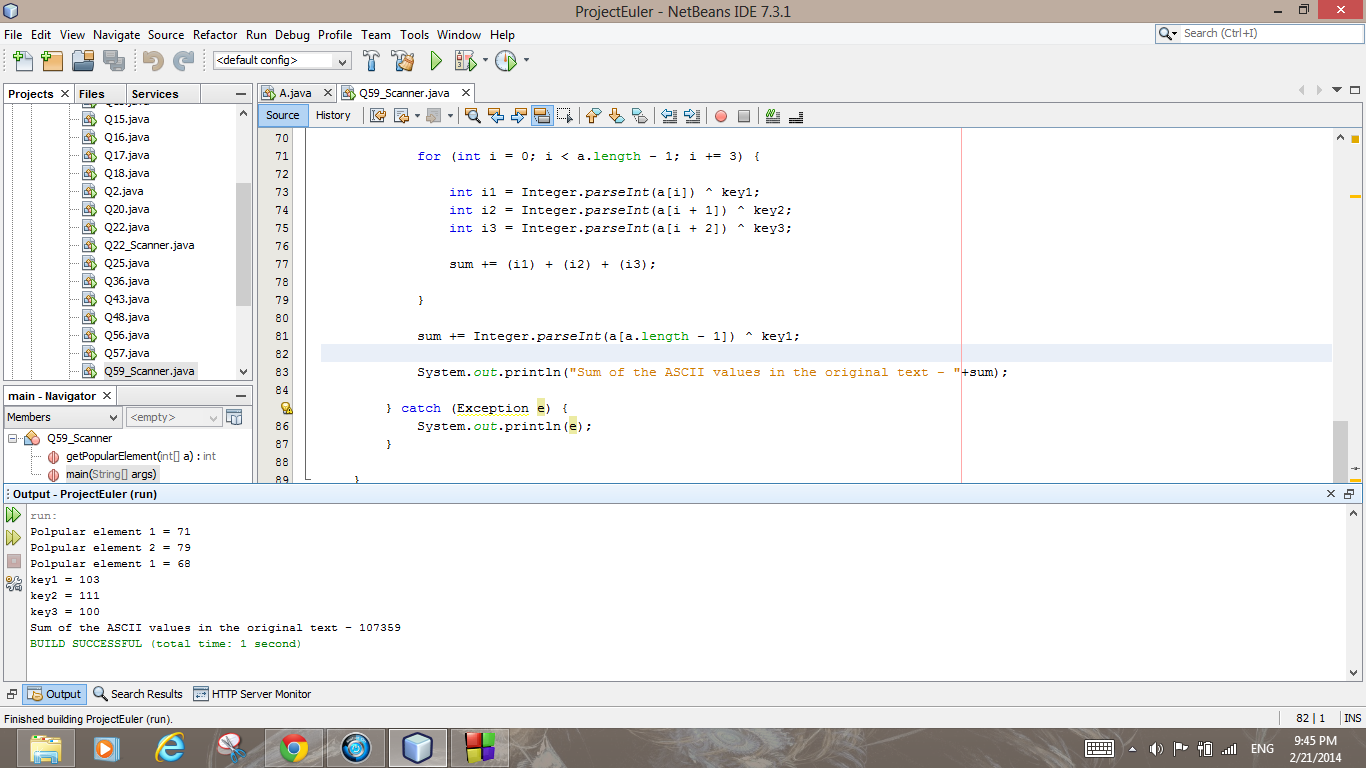 ProjectEuler - NetBeans IDE 7.3.1
File Edit View Navigate Source Refactor Run Debug Profile Team Tools Window Help
Search (Ctrl+I)
<default config>
Projects Files Services
Q15.java
Q16.java
Q17.java
Q18.java
Q2.java
Q20.java
Q22.java
Q22_Scanner.java
Q25.java
Q36.java
Q43.java
Q48.java
Q56.java
Q57.java
Q59_Scanner.java
main - Navigator
Members <empty>
Q59_Scanner
getPopularElement(int[] a) : int
main(String[] args)
A.java Q59_Scanner.java
Source History
70
71 for (int i = 0; i < a.length - 1; i += 3) {
72
73 int i1 = Integer.parseInt(a[i]) ^ key1;
74 int i2 = Integer.parseInt(a[i + 1]) ^ key2;
75 int i3 = Integer.parseInt(a[i + 2]) ^ key3;
76
77 sum += (i1) + (i2) + (i3);
78
79 }
80
81 sum += Integer.parseInt(a[a.length - 1]) ^ key1;
82
83 System.out.println("Sum of the ASCII values in the original text - "+sum);
84
} catch (Exception e) {
86 System.out.println(e);
87 }
88
89 }
Output - ProjectEuler (run)
run:
Polpular element 1 = 71
Polpular element 2 = 79
Polpular element 1 = 68
key1 = 103
key2 = 111
key3 = 100
Sum of the ASCII values in the original text - 107359
BUILD SUCCESSFUL (total time: 1 second)
Output Search Results HTTP Server Monitor
Finished building ProjectEuler (run).
82 | 1 INS
ENG
9:45 PM
2/21/2014